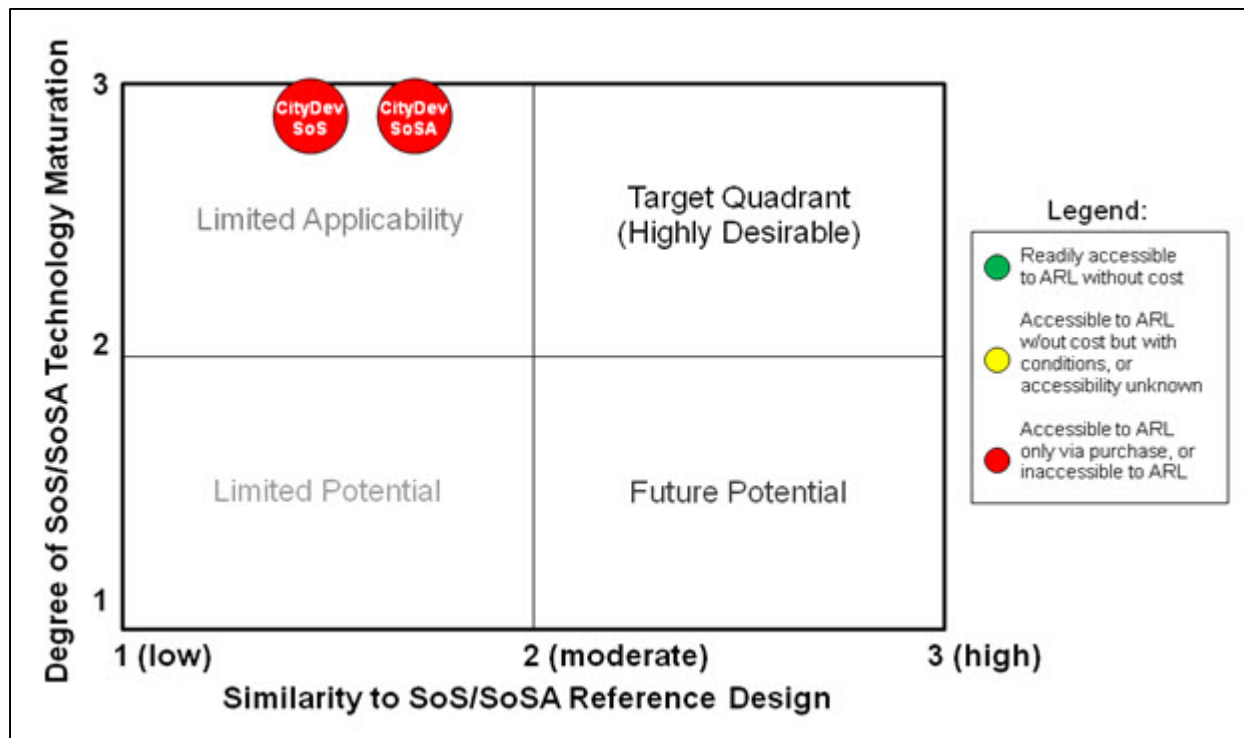 Degree of SoS/SoSA Technology Maturation
3
2
1
CityDev
SoS
CityDev
SoSA
Limited Applicability
Target Quadrant
(Highly Desirable)
Limited Potential
Future Potential
1 (low)
2 (moderate)
3 (high)
Similarity to SoS/SoSA Reference Design
Legend:
Readily accessible
to ARL without cost
Accessible to ARL
w/out cost but with
conditions, or
accessibility unknown
Accessible to ARL
only via purchase, or
inaccessible to ARL